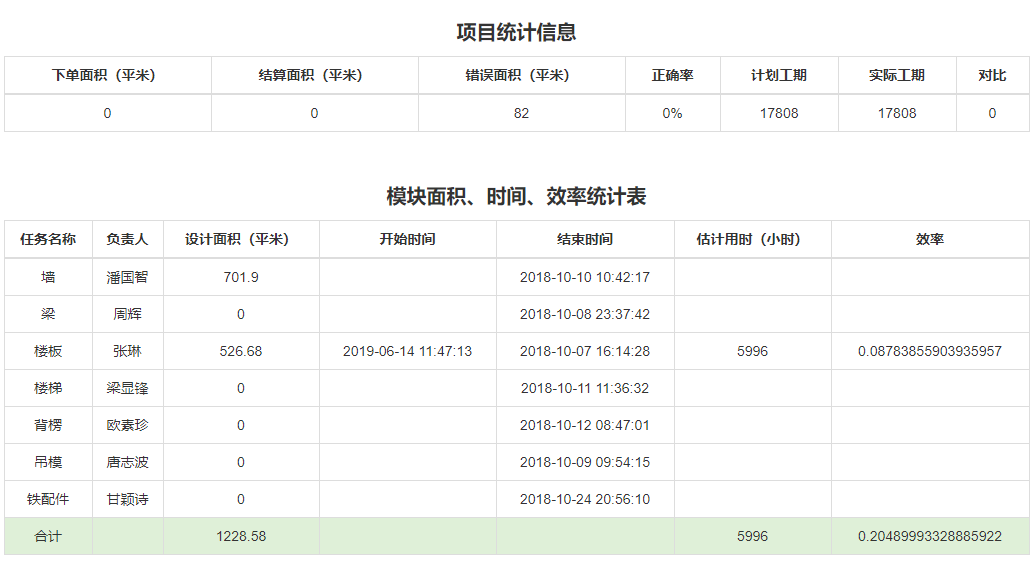 项目统计信息
下单面积（平米） 结算面积（平米） 错误面积（平米） 正确率 计划工期 实际工期 对比
0 0 82 0% 17808 17808 0
模块面积、时间、效率统计表
任务名称 负责人 设计面积（平米） 开始时间 结束时间 估计用时（小时） 效率
墙 潘国智 701.9 2018-10-10 10:42:17
梁 周辉 0 2018-10-08 23:37:42
楼板 张琳 526.68 2019-06-14 11:47:13 2018-10-07 16:14:28 5996 0.08783855903935957
楼梯 梁显锋 0 2018-10-11 11:36:32
背楞 欧素珍 0 2018-10-12 08:47:01
吊模 唐志波 0 2018-10-09 09:54:15
铁配件 甘颖诗 0 2018-10-24 20:56:10
合计 1228.58 5996 0.20489993328885922